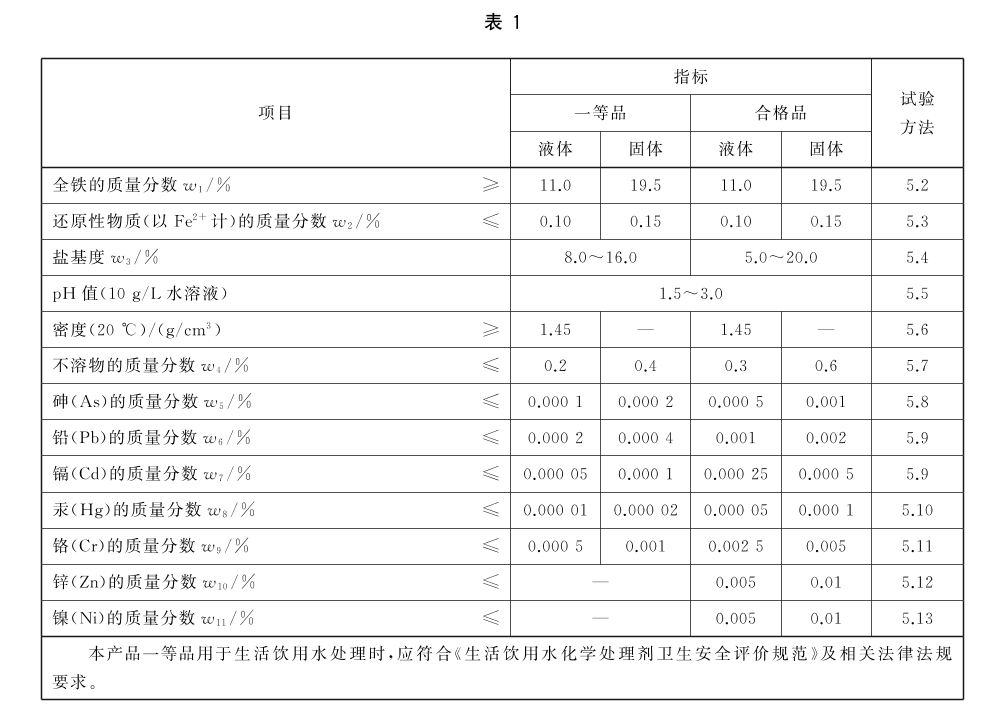 表 1
项目 指标 试验方法
一等品 合格品
液体 固体 液体 固体
全铁的质量分数 w₁/% ≥ 11.0 19.5 11.0 19.5 5.2
还原性物质(以 Fe²⁺ 计)的质量分数 w₂/% ≤ 0.10 0.15 0.10 0.15 5.3
盐基度 w₃/% 8.0～16.0 5.0～20.0 5.4
pH 值(10 g/L 水溶液) 1.5～3.0 5.5
密度(20 ℃)/(g/cm³) ≥ 1.45 — 1.45 — 5.6
不溶物的质量分数 w₄/% ≤ 0.2 0.4 0.3 0.6 5.7
砷(As)的质量分数 w₅/% ≤ 0.000 1 0.000 2 0.000 5 0.001 5.8
铅(Pb)的质量分数 w₆/% ≤ 0.000 2 0.000 4 0.001 0.002 5.9
镉(Cd)的质量分数 w₇/% ≤ 0.000 05 0.000 1 0.000 25 0.000 5 5.9
汞(Hg)的质量分数 w₈/% ≤ 0.000 01 0.000 02 0.000 05 0.000 1 5.10
铬(Cr)的质量分数 w₉/% ≤ 0.000 5 0.001 0.002 5 0.005 5.11
锌(Zn)的质量分数 w₁₀/% ≤ — 0.005 0.01 5.12
镍(Ni)的质量分数 w₁₁/% ≤ — 0.005 0.01 5.13
本产品一等品用于生活饮用水处理时,应符合《生活饮用水化学处理剂卫生安全评价规范》及相关法律法规
要求。